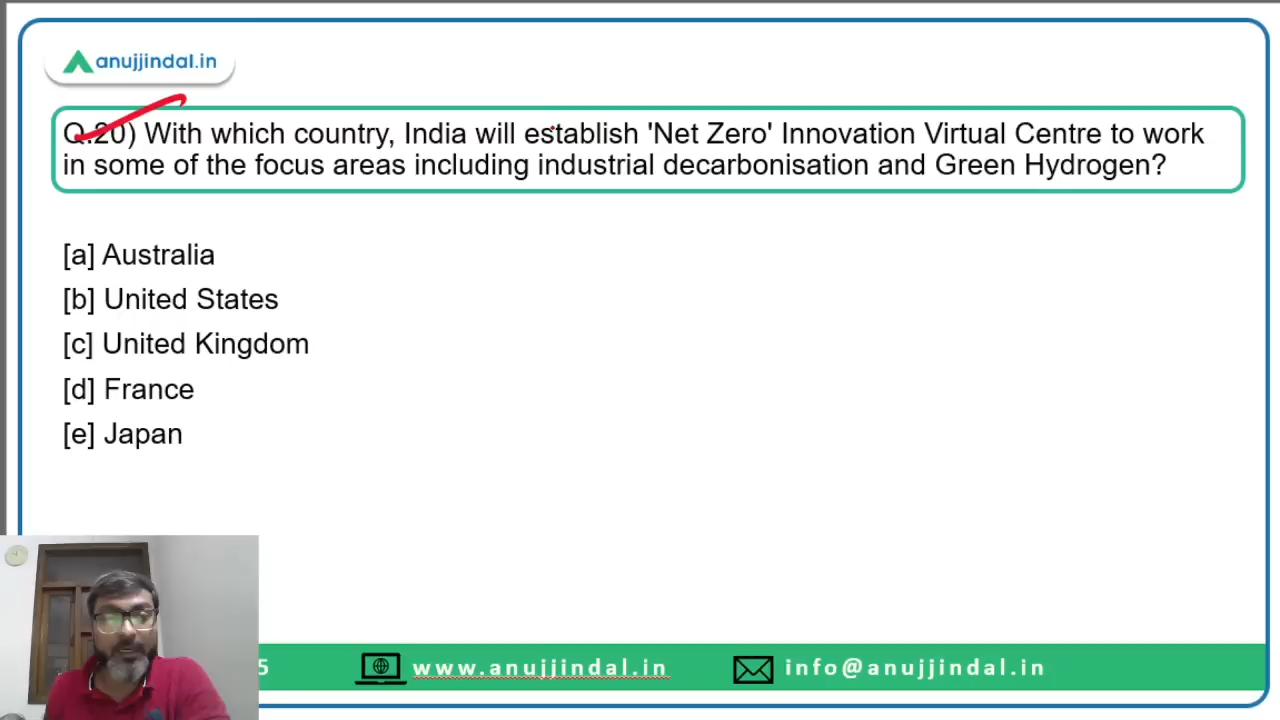 anujjindal.in
Q.20) With which country, India will establish 'Net Zero' Innovation Virtual Centre to work
in some of the focus areas including industrial decarbonisation and Green Hydrogen?
[a] Australia
[b] United States
[c] United Kingdom
[d] France
[e] Japan
5 www.anujjindal.in info@anujjindal.in